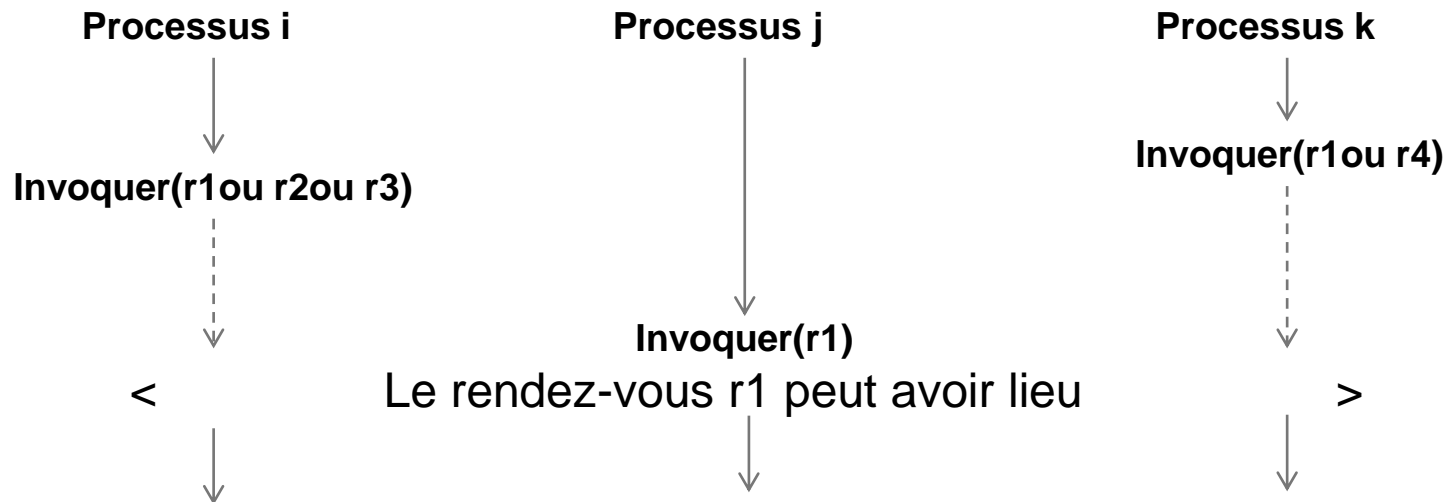 Processus i
Processus j
Processus k
Invoquer(r1ou r4)
Invoquer(r1ou r2ou r3)
Invoquer(r1)
< Le rendez-vous r1 peut avoir lieu >